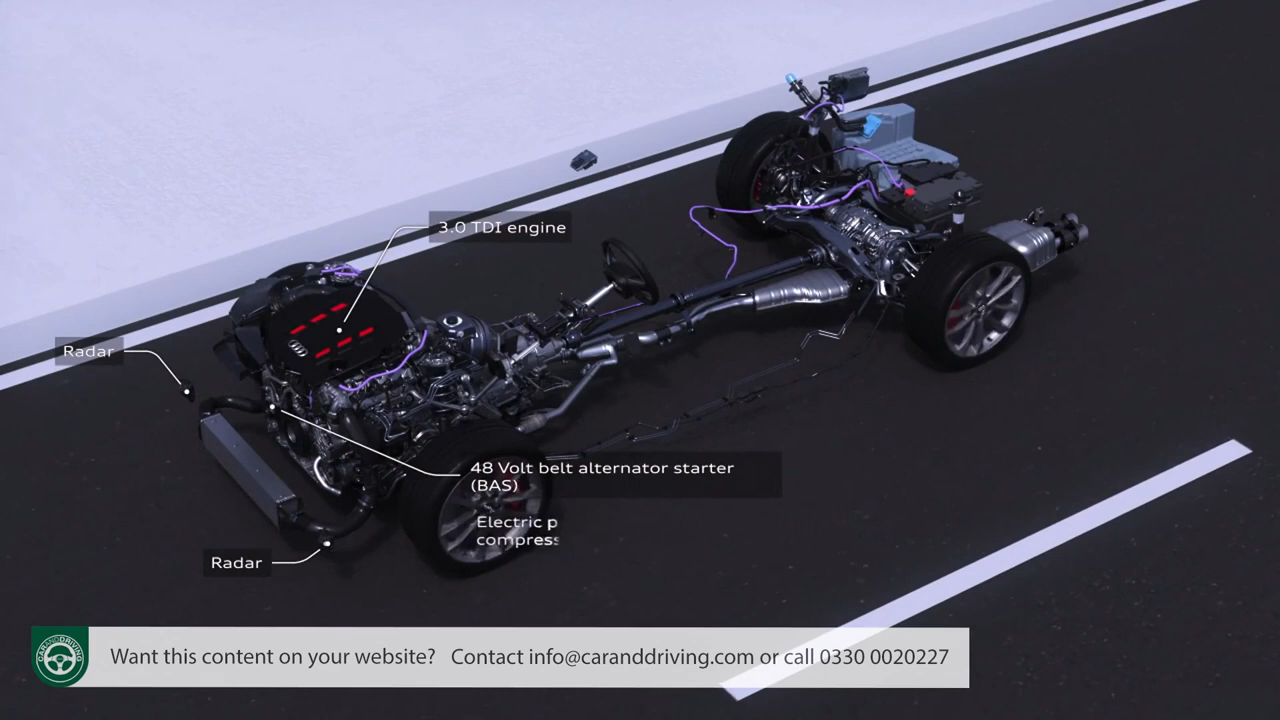 3.0 TDI engine
Radar
48 Volt belt alternator starter
(BAS)
Electric p
compress
Radar
CARANDDRIVING
Want this content on your website? Contact info@caranddriving.com or call 0330 0020227